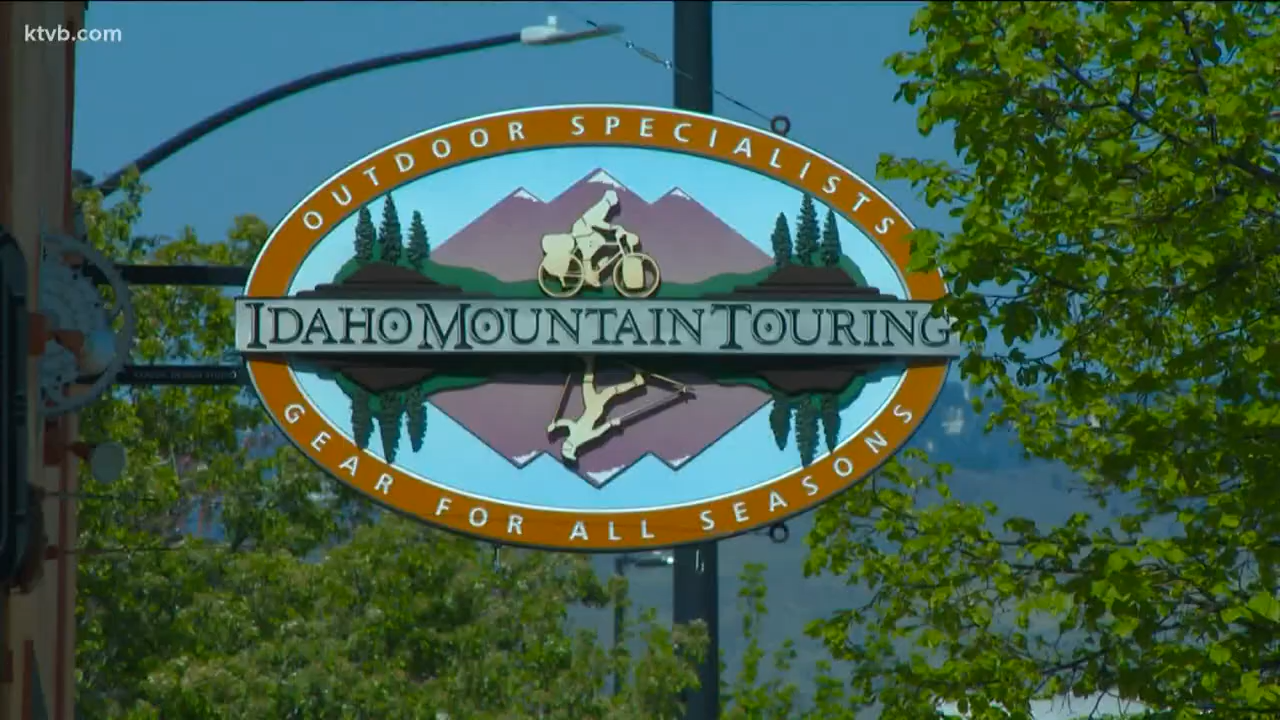 ktvb.com
OUTDOOR SPECIALISTS
IDAHO MOUNTAIN TOURING
GEAR FOR ALL SEASONS